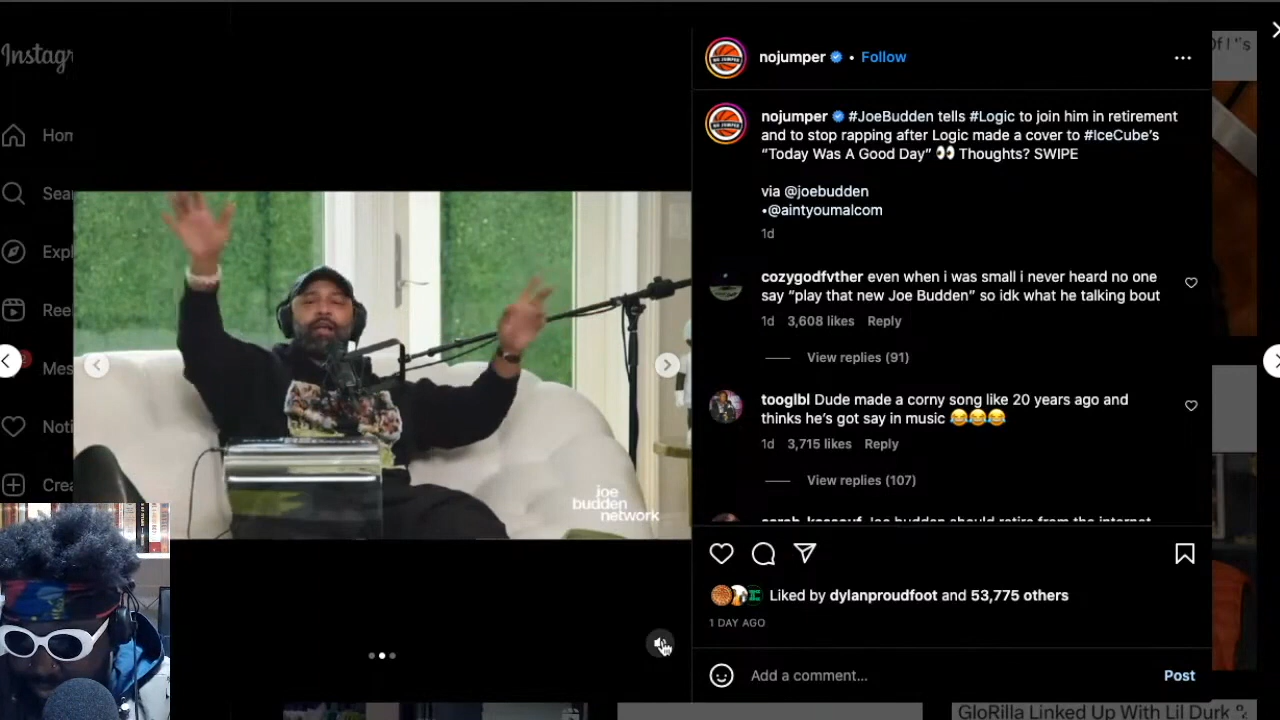 Instagr
Hom
Sea
Expl
Ree
Mes
Noti
Crea
joe
budden
network
nojumper • Follow
nojumper #JoeBudden tells #Logic to join him in retirement
and to stop rapping after Logic made a cover to #IceCube's
“Today Was A Good Day” 👀 Thoughts? SWIPE
via @joebudden
•@aintyoumalcom
1d
cozygodfvther even when i was small i never heard no one
say “play that new Joe Budden” so idk what he talking bout
1d 3,608 likes Reply
View replies (91)
tooglbl Dude made a corny song like 20 years ago and
thinks he's got say in music 😂😂😂
1d 3,715 likes Reply
View replies (107)
Liked by dylanproudfoot and 53,775 others
1 DAY AGO
Add a comment... Post
GloRilla Linked Up With Lil Durk